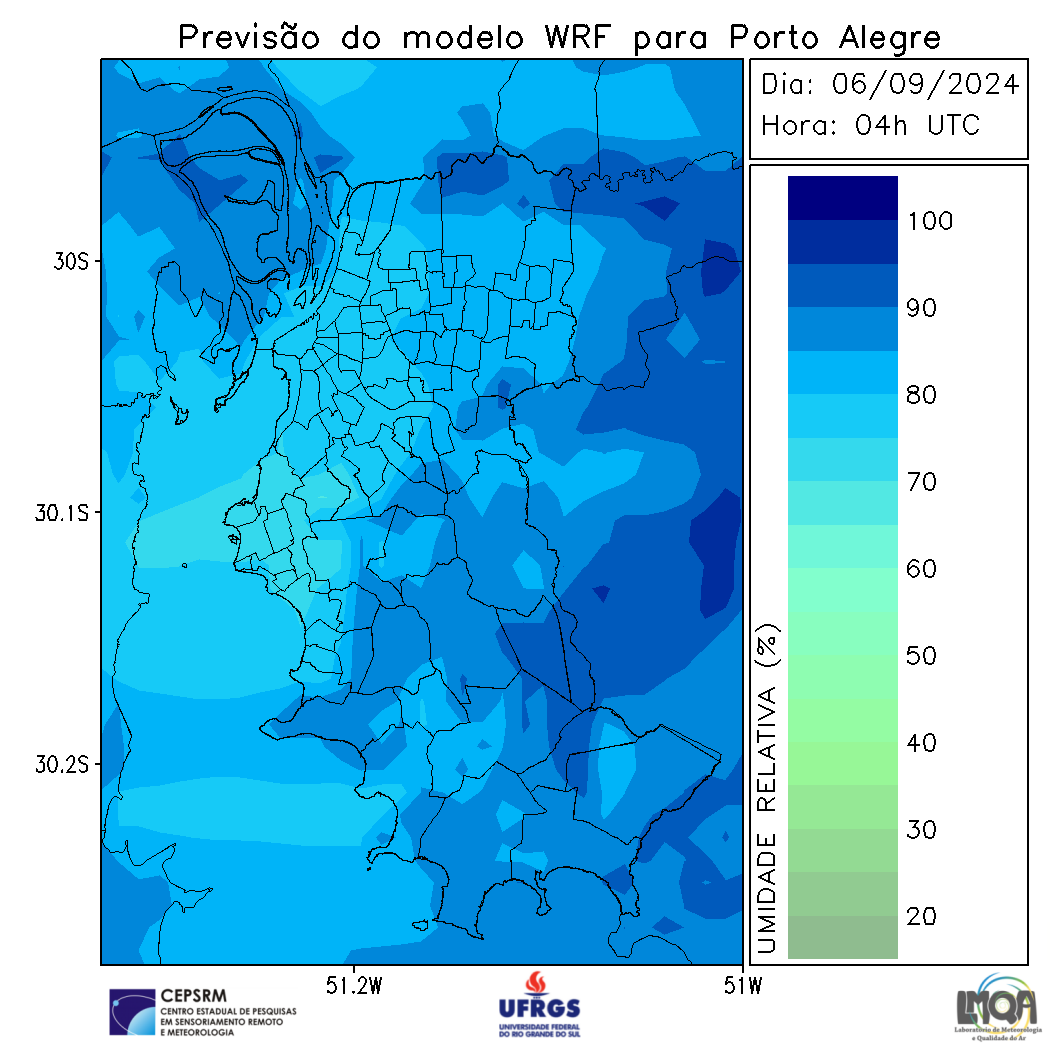 Previsão do modelo WRF para Porto Alegre
Dia: 06/09/2024
Hora: 04h UTC
100
90
80
70
60
50
40
30
20
UMIDADE RELATIVA (%)
30S
30.1S
30.2S
51.2W
51W
CEPSRM
CENTRO ESTADUAL DE PESQUISAS
EM SENSORIAMENTO REMOTO
E METEOROLOGIA
UFRGS
UNIVERSIDADE FEDERAL
DO RIO GRANDE DO SUL
LMQA
Laboratório de Meteorologia
e Qualidade do Ar